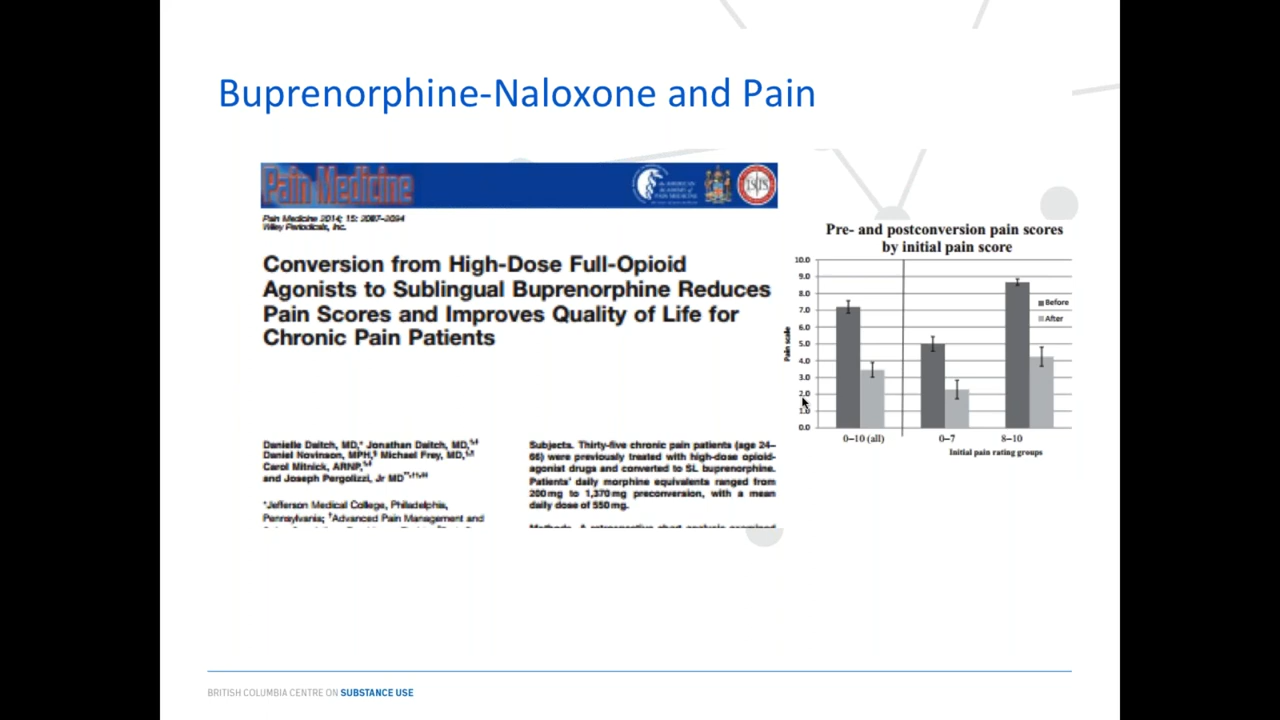 Buprenorphine-Naloxone and Pain
Pain Medicine
Pain Medicine 2014; 15: 2087–2094
Wiley Periodicals, Inc.
Conversion from High-Dose Full-Opioid
Agonists to Sublingual Buprenorphine Reduces
Pain Scores and Improves Quality of Life for
Chronic Pain Patients
Danielle Daitch, MD,* Jonathan Daitch, MD,
Daniel Novinson, MPH, Michael Frey, MD,
Carol Mitnick, ARNP,
and Joseph Pergolizzi, Jr MD
*Jefferson Medical College, Philadelphia,
Pennsylvania; †Advanced Pain Management and
Subjects. Thirty-five chronic pain patients (age 24–
66) were previously treated with high-dose opioid-
agonist drugs and converted to SL buprenorphine.
Patients' daily morphine equivalents ranged from
200 mg to 1,370 mg preconversion, with a mean
daily dose of 550 mg.
Methods. A retrospective chart analysis examined
Pre- and postconversion pain scores
by initial pain score
10.0
9.0
8.0
7.0
6.0
5.0
4.0
3.0
2.0
1.0
0.0
Pain scale
Before
After
0–10 (all)
0–7
8–10
Initial pain rating groups
BRITISH COLUMBIA CENTRE ON SUBSTANCE USE